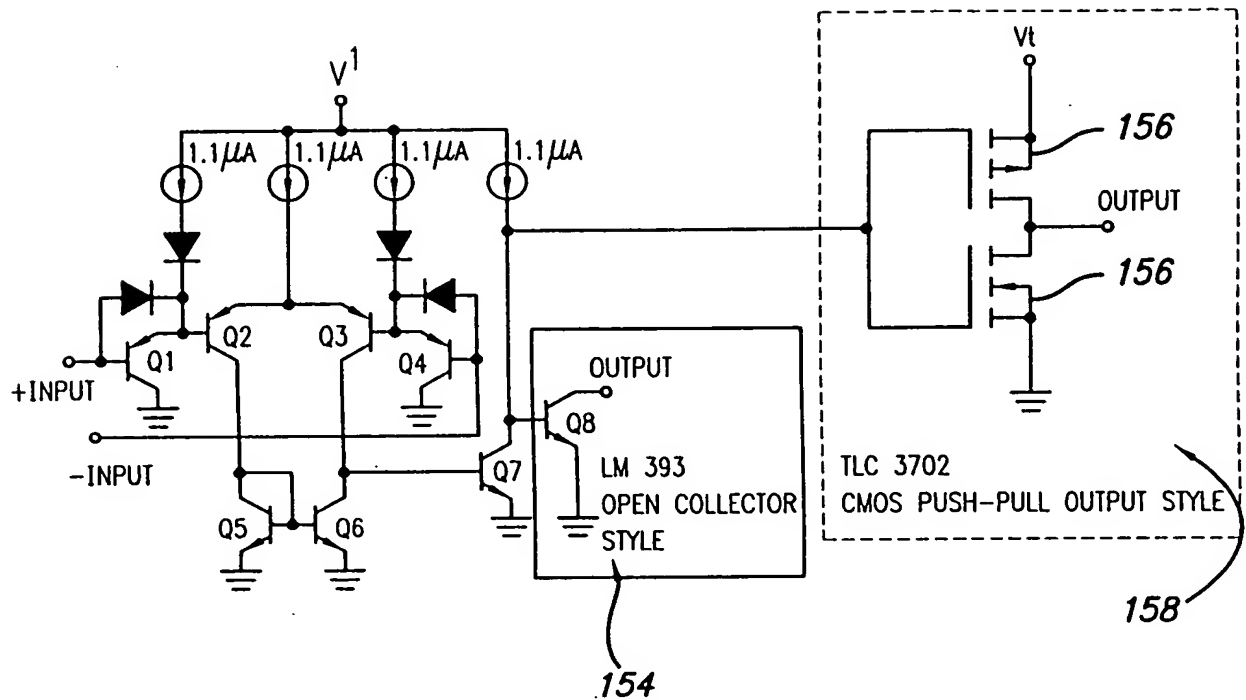 V¹
1.1μA 1.1μA 1.1μA 1.1μA
Q1
Q2
Q3
Q4
+INPUT
-INPUT
Q5
Q6
Q7
OUTPUT
Q8
LM 393
OPEN COLLECTOR
STYLE
154
Vt
156
OUTPUT
156
TLC 3702
CMOS PUSH-PULL OUTPUT STYLE
158